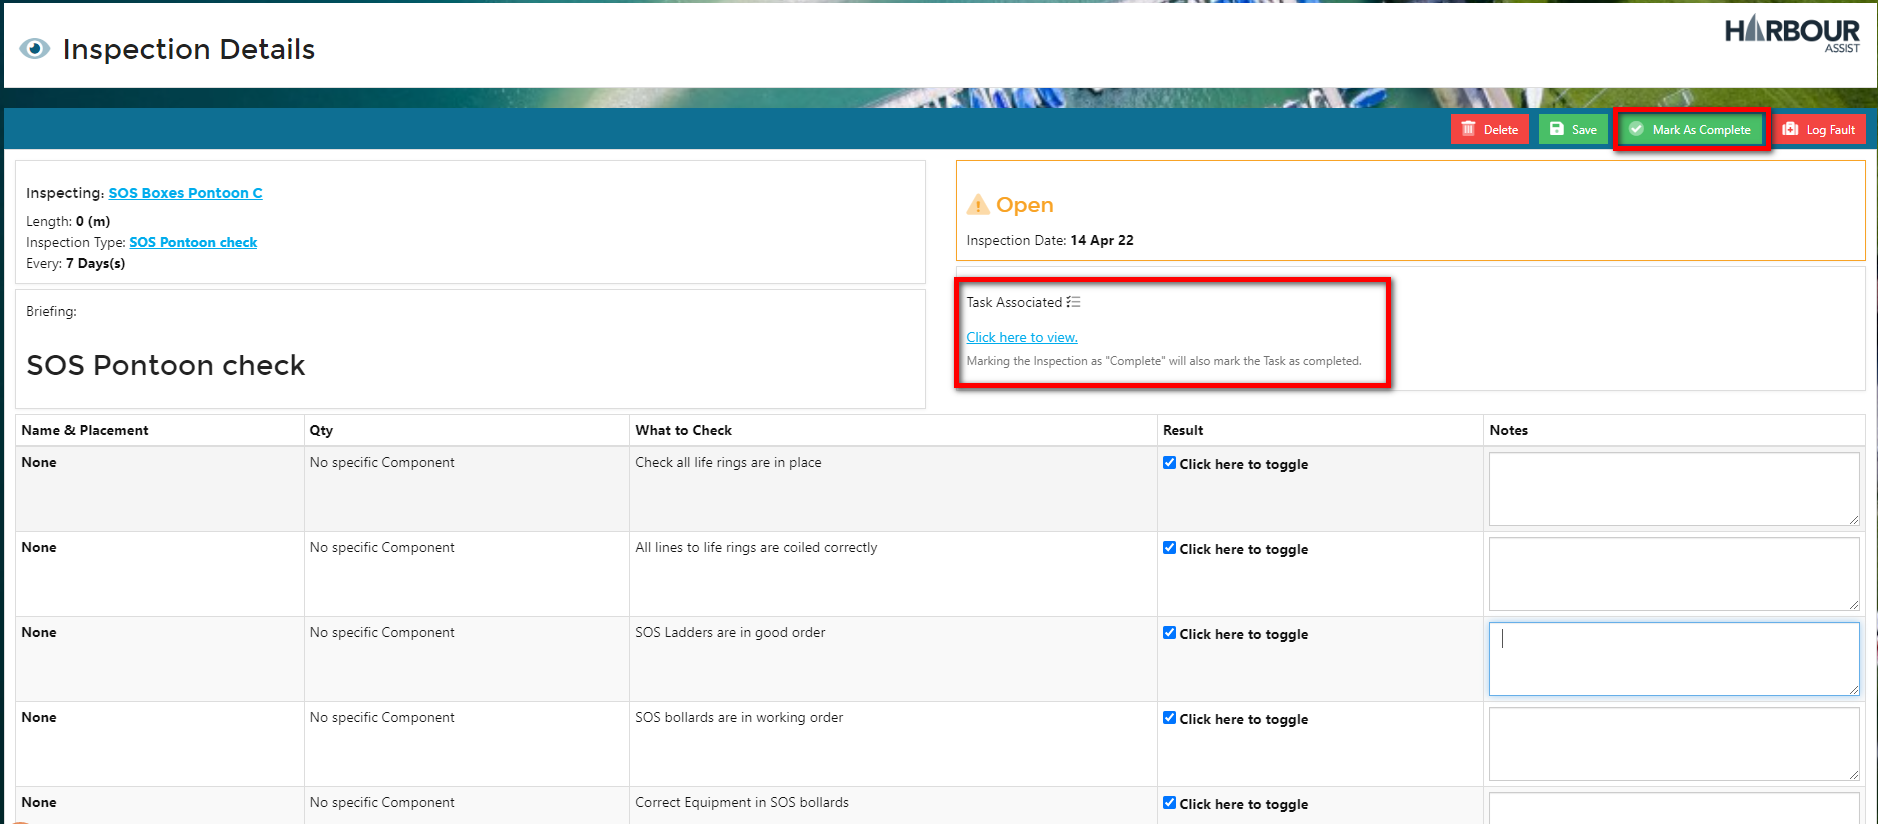 Inspection Details
HARBOUR
ASSIST
Delete
Save
Mark As Complete
Log Fault
Inspecting: SOS Boxes Pontoon C
Length: 0 (m)
Inspection Type: SOS Pontoon check
Every: 7 Days(s)
Briefing:
SOS Pontoon check
Open
Inspection Date: 14 Apr 22
Task Associated
Click here to view.
Marking the Inspection as "Complete" will also mark the Task as completed.
Name & Placement Qty What to Check Result Notes
None No specific Component Check all life rings are in place Click here to toggle
None No specific Component All lines to life rings are coiled correctly Click here to toggle
None No specific Component SOS Ladders are in good order Click here to toggle
None No specific Component SOS bollards are in working order Click here to toggle
None No specific Component Correct Equipment in SOS bollards Click here to toggle